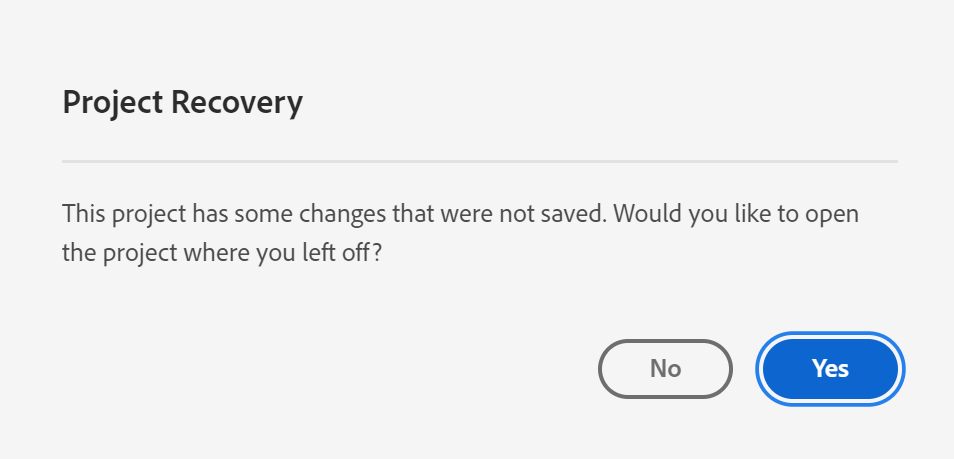 Project Recovery
This project has some changes that were not saved. Would you like to open
the project where you left off?
No
Yes